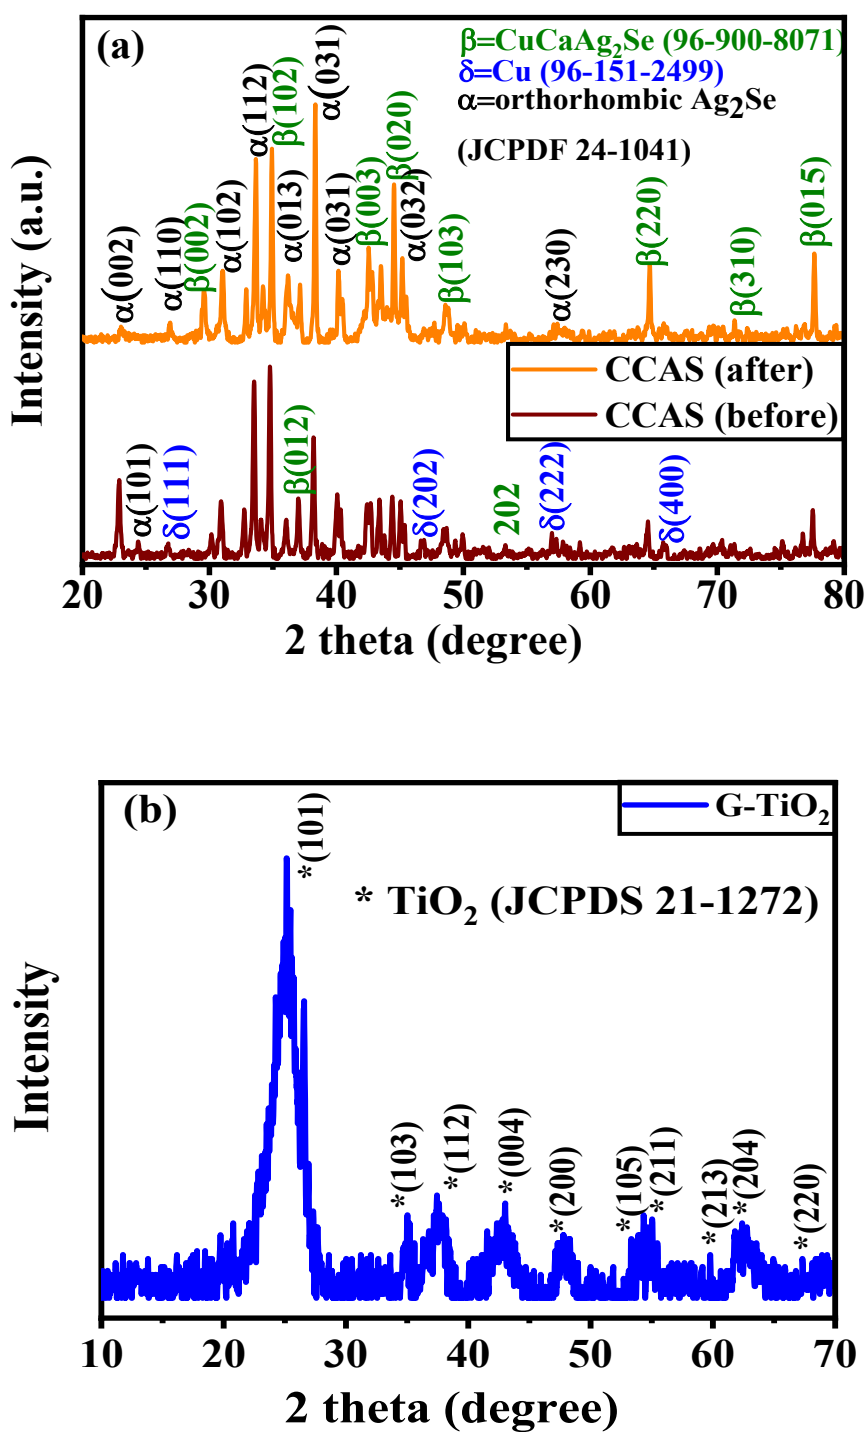 (a)
β=CuCaAg₂Se (96-900-8071)
δ=Cu (96-151-2499)
α=orthorhombic Ag₂Se
(JCPDF 24-1041)
α(002)
α(110)
β(002)
α(102)
α(112)
β(102)
α(013)
α(031)
α(031)
β(003)
β(020)
α(032)
β(103)
α(230)
β(220)
β(310)
β(015)
CCAS (after)
CCAS (before)
α(101)
δ(111)
β(012)
δ(202)
202
δ(222)
δ(400)
Intensity (a.u.)
20 30 40 50 60 70 80
2 theta (degree)
(b)
G-TiO₂
* TiO₂ (JCPDS 21-1272)
*(101)
*(103)
*(112)
*(004)
*(200)
*(105)
*(211)
*(213)
*(204)
*(220)
Intensity
10 20 30 40 50 60 70
2 theta (degree)